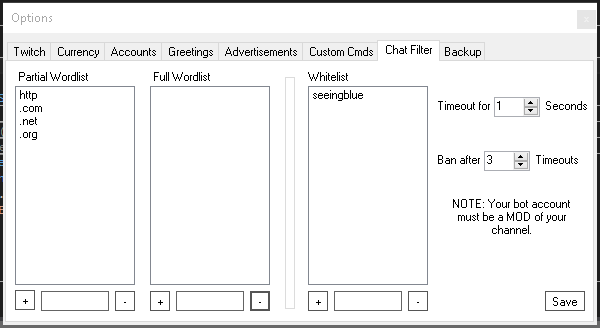 Options
x
Twitch Currency Accounts Greetings Advertisements Custom Cmds Chat Filter Backup
Partial Wordlist Full Wordlist Whitelist
http
.com
.net
.org
seeingblue
Timeout for 1 Seconds
Ban after 3 Timeouts
NOTE: Your bot account
must be a MOD of your
channel.
+ - + - + - Save